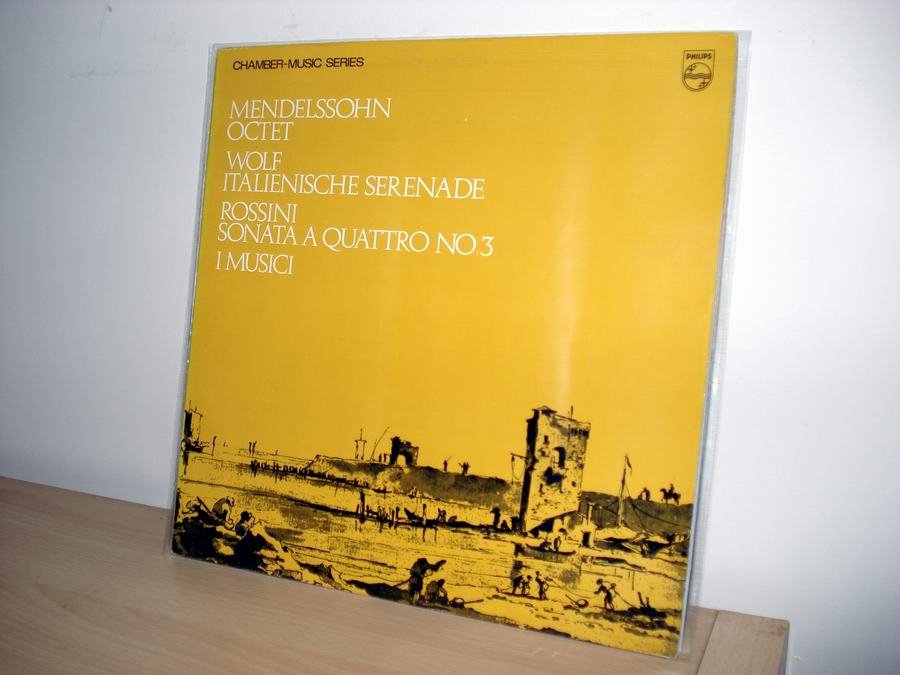 CHAMBER-MUSIC SERIES
PHILIPS
MENDELSSOHN
OCTET
WOLF
ITALIENISCHE SERENADE
ROSSINI
SONATA A QUATTRO NO. 3
I MUSICI